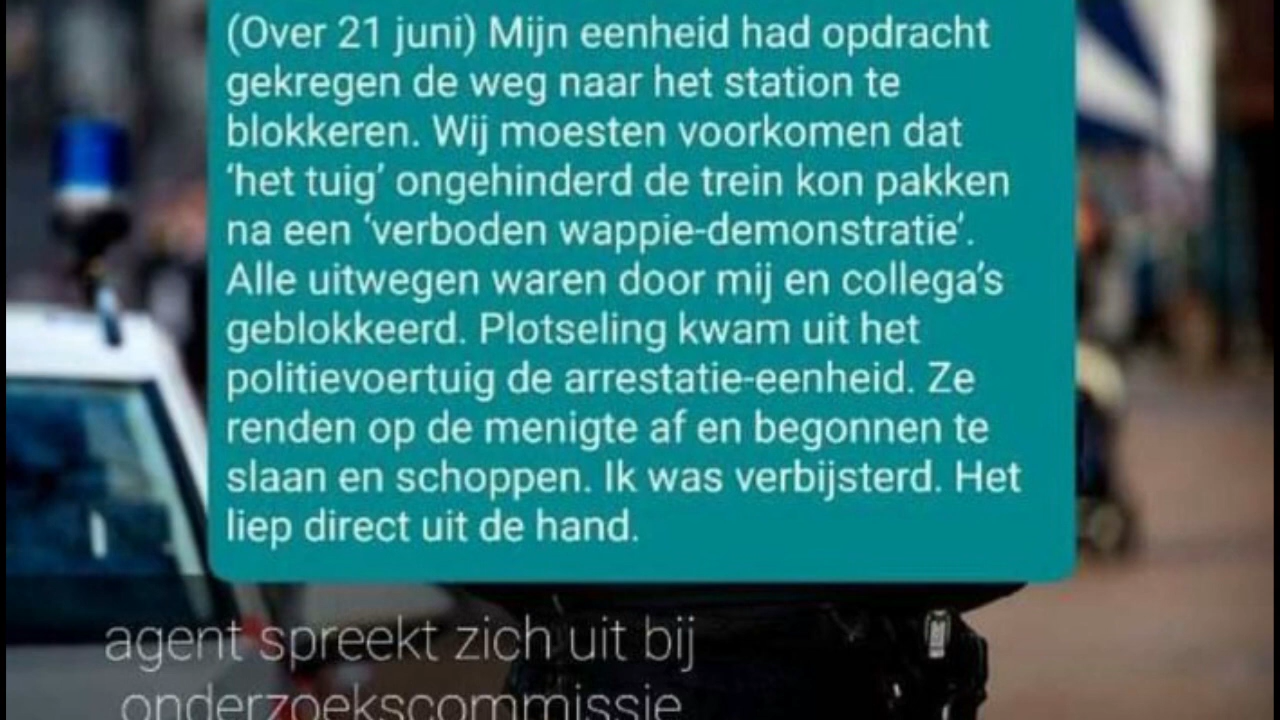 (Over 21 juni) Mijn eenheid had opdracht
gekregen de weg naar het station te
blokkeren. Wij moesten voorkomen dat
‘het tuig’ ongehinderd de trein kon pakken
na een ‘verboden wappie-demonstratie’.
Alle uitwegen waren door mij en collega’s
geblokkeerd. Plotseling kwam uit het
politievoertuig de arrestatie-eenheid. Ze
renden op de menigte af en begonnen te
slaan en schoppen. Ik was verbijsterd. Het
liep direct uit de hand.
agent spreekt zich uit bij
onderzoekscommissie